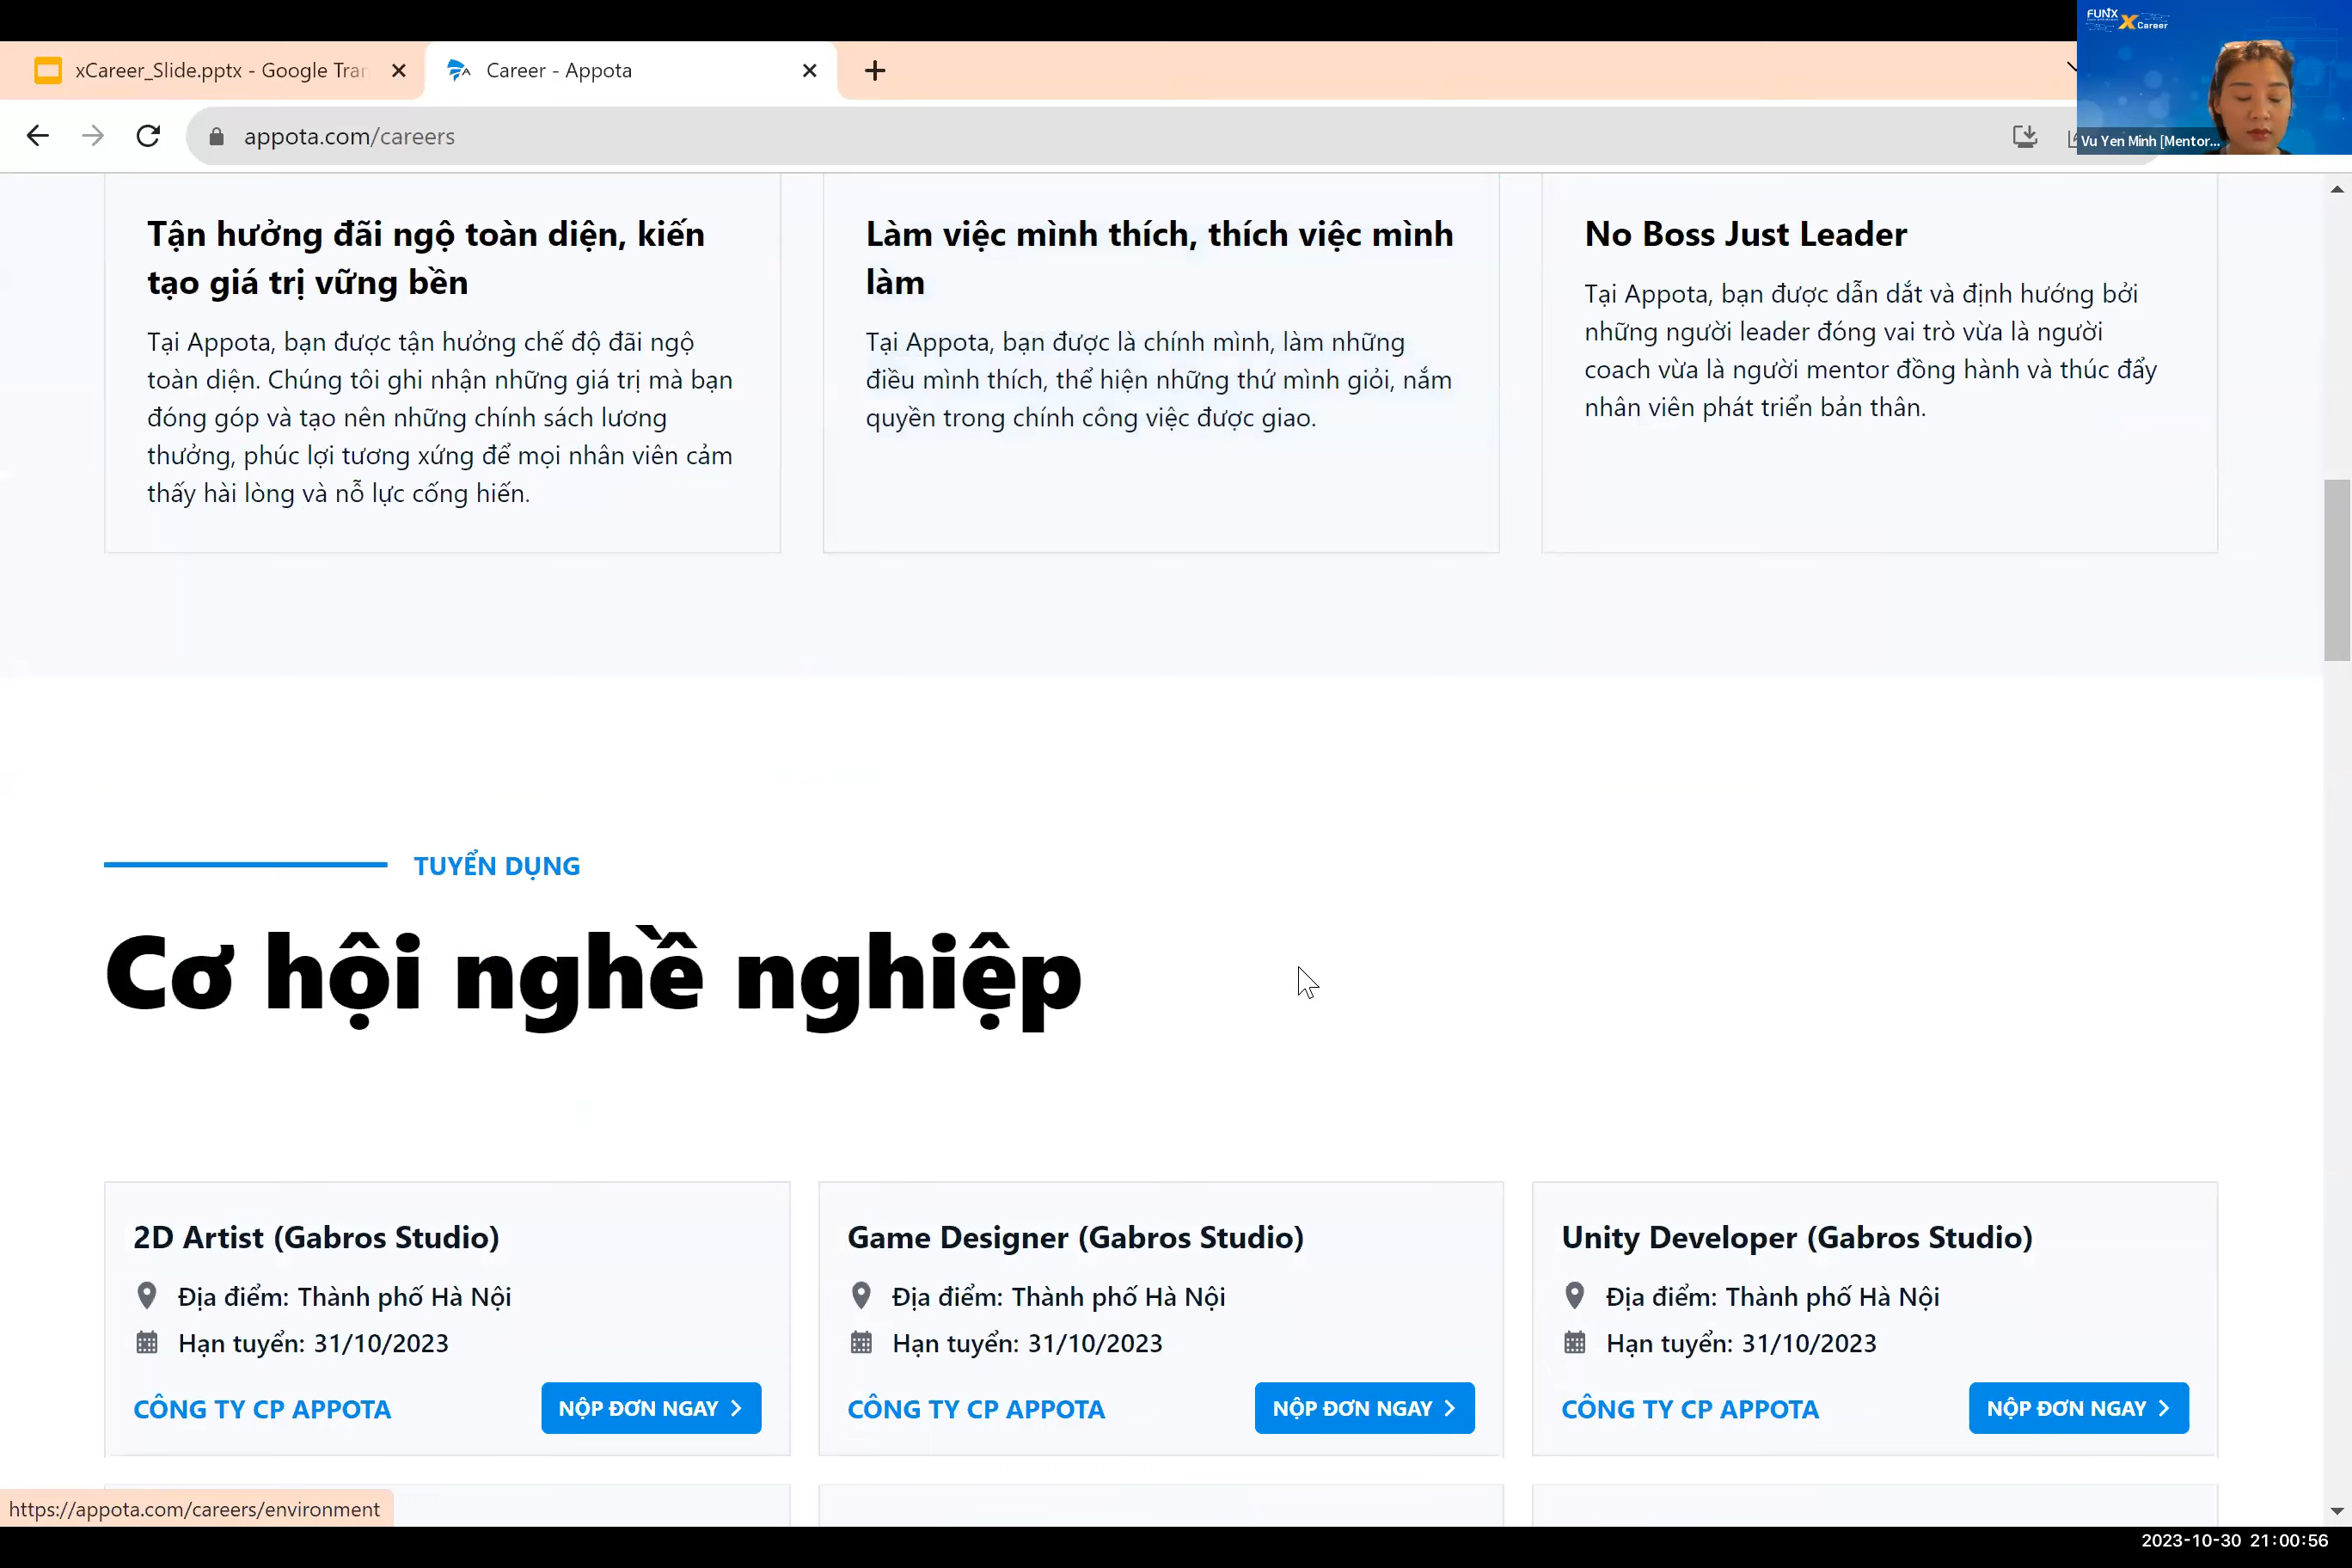 xCareer_Slide.pptx - Google Tran
Career - Appota
appota.com/careers
FUNiX
X Career
Vu Yen Minh [Mentor...
Tận hưởng đãi ngộ toàn diện, kiến
tạo giá trị vững bền
Tại Appota, bạn được tận hưởng chế độ đãi ngộ
toàn diện. Chúng tôi ghi nhận những giá trị mà bạn
đóng góp và tạo nên những chính sách lương
thưởng, phúc lợi tương xứng để mọi nhân viên cảm
thấy hài lòng và nỗ lực cống hiến.
Làm việc mình thích, thích việc mình
làm
Tại Appota, bạn được là chính mình, làm những
điều mình thích, thể hiện những thứ mình giỏi, nắm
quyền trong chính công việc được giao.
No Boss Just Leader
Tại Appota, bạn được dẫn dắt và định hướng bởi
những người leader đóng vai trò vừa là người
coach vừa là người mentor đồng hành và thúc đẩy
nhân viên phát triển bản thân.
TUYỂN DỤNG
Cơ hội nghề nghiệp
2D Artist (Gabros Studio)
Địa điểm: Thành phố Hà Nội
Hạn tuyển: 31/10/2023
CÔNG TY CP APPOTA
NỘP ĐƠN NGAY
Game Designer (Gabros Studio)
Địa điểm: Thành phố Hà Nội
Hạn tuyển: 31/10/2023
CÔNG TY CP APPOTA
NỘP ĐƠN NGAY
Unity Developer (Gabros Studio)
Địa điểm: Thành phố Hà Nội
Hạn tuyển: 31/10/2023
CÔNG TY CP APPOTA
NỘP ĐƠN NGAY
https://appota.com/careers/environment
2023-10-30 21:00:56